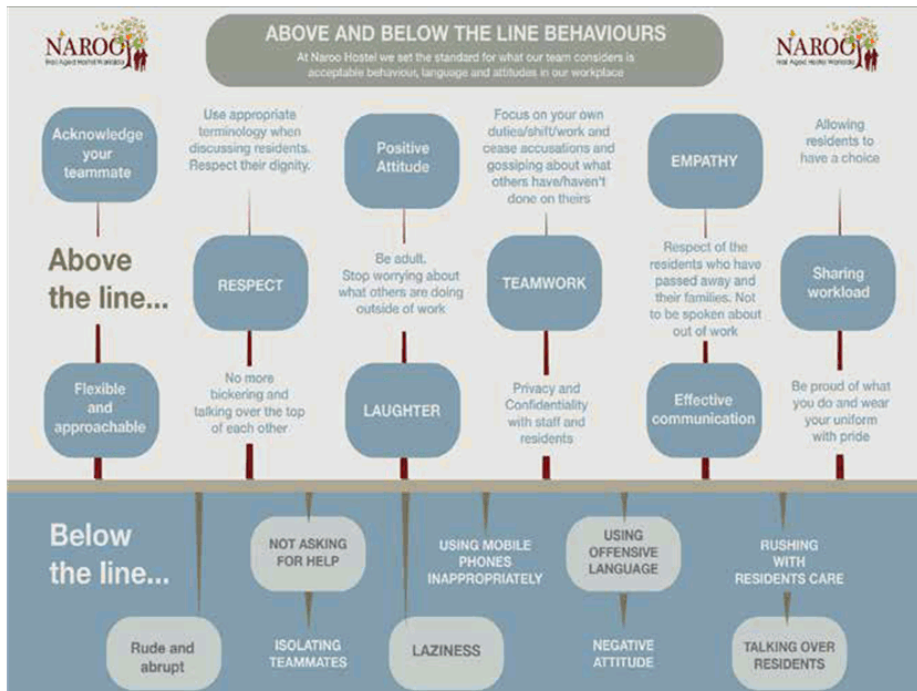 NAROO
Frail Aged Hostel Workalda
ABOVE AND BELOW THE LINE BEHAVIOURS
At Naroo Hostel we set the standard for what our team considers is
acceptable behaviour, language and attitudes in our workplace
NAROO
Frail Aged Hostel
Acknowledge
your
teammate
Use appropriate
terminology when
discussing residents.
Respect their dignity.
Positive
Attitude
Focus on your own
duties/shift/work and
cease accusations and
gossiping about what
others have/haven't
done on theirs
EMPATHY
Allowing
residents to
have a choice
Above
the line...
RESPECT
Be adult.
Stop worrying about
what others are doing
outside of work
TEAMWORK
Respect of the
residents who have
passed away and
their families. Not
to be spoken about
out of work
Sharing
workload
Flexible
and
approachable
No more
bickering and
talking over the top
of each other
LAUGHTER
Privacy and
Confidentiality
with staff and
residents
Effective
communication
Be proud of what
you do and wear
your uniform
with pride
Below
the line...
NOT ASKING
FOR HELP
USING MOBILE
PHONES
INAPPROPRIATELY
USING
OFFENSIVE
LANGUAGE
RUSHING
WITH
RESIDENTS CARE
Rude and
abrupt
ISOLATING
TEAMMATES
LAZINESS
NEGATIVE
ATTITUDE
TALKING OVER
RESIDENTS